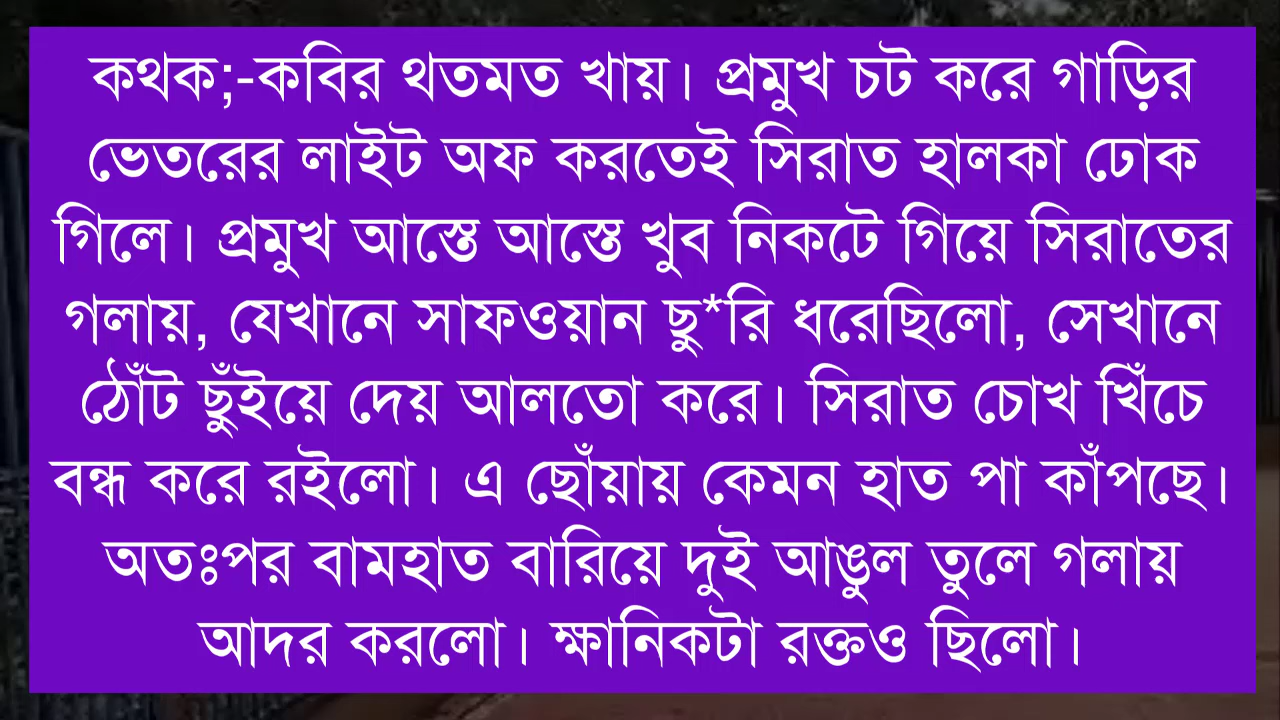 কথক;-কবির থতমত খায়। প্রমুখ চট করে গাড়ির
ভেতরের লাইট অফ করতেই সিরাত হালকা ঢোক
গিলে। প্রমুখ আস্তে আস্তে খুব নিকটে গিয়ে সিরাতের
গলায়, যেখানে সাফওয়ান ছু*রি ধরেছিলো, সেখানে
ঠোঁট ছুঁইয়ে দেয় আলতো করে। সিরাত চোখ খিঁচে
বন্ধ করে রইলো। এ ছোঁয়ায় কেমন হাত পা কাঁপছে।
অতঃপর বামহাত বারিয়ে দুই আঙুল তুলে গলায়
আদর করলো। ক্ষানিকটা রক্তও ছিলো।